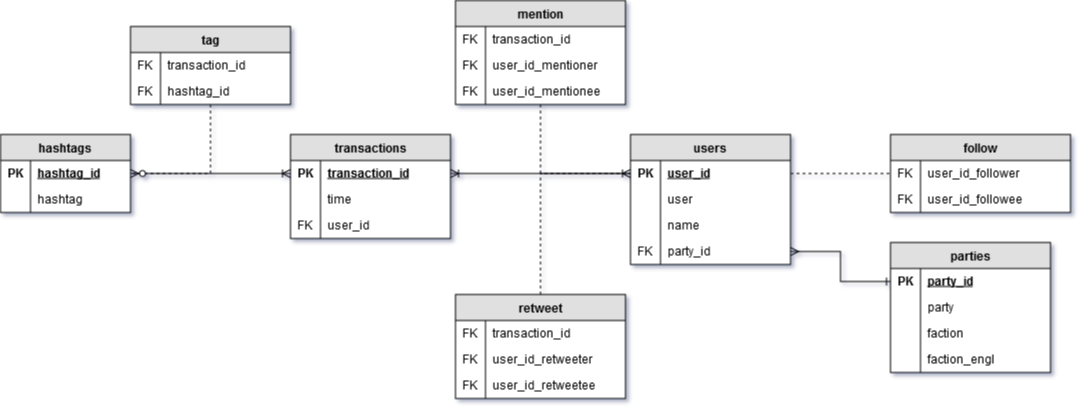 mention
FK transaction_id
FK user_id_mentioner
FK user_id_mentionee
tag
FK transaction_id
FK hashtag_id
hashtags
PK hashtag_id
hashtag
transactions
PK transaction_id
time
FK user_id
users
PK user_id
user
name
FK party_id
follow
FK user_id_follower
FK user_id_followee
parties
PK party_id
party
faction
faction_engl
retweet
FK transaction_id
FK user_id_retweeter
FK user_id_retweetee